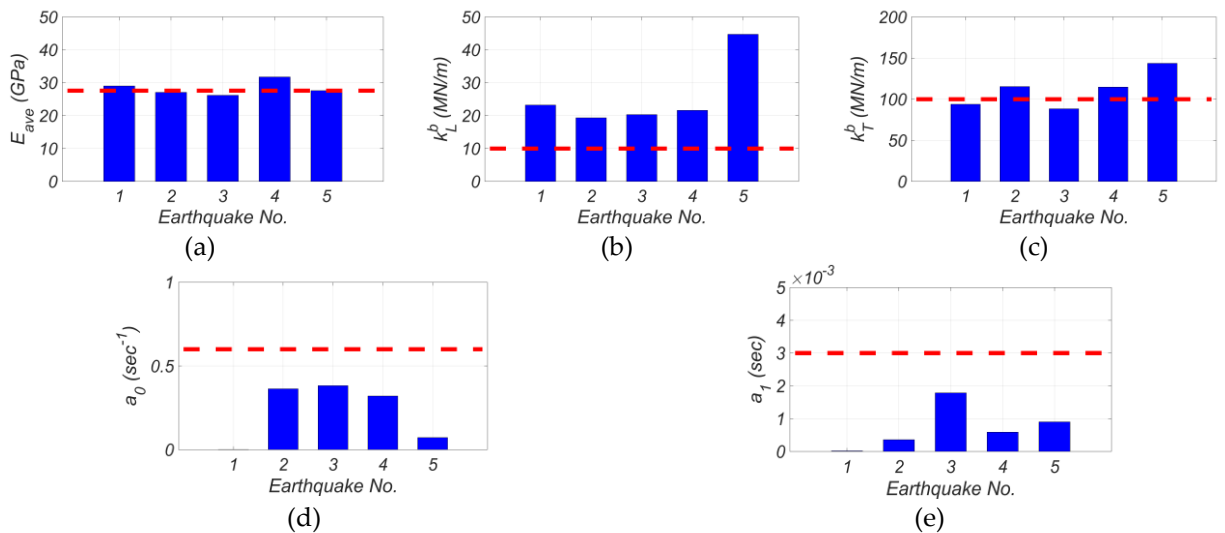 50
40
30
20
10
0
E_ave (GPa)
1 2 3 4 5
Earthquake No.
(a)
50
40
30
20
10
0
k_L^b (MN/m)
1 2 3 4 5
Earthquake No.
(b)
200
150
100
50
0
k_T^b (MN/m)
1 2 3 4 5
Earthquake No.
(c)
1
0.5
0
a_0 (sec^-1)
1 2 3 4 5
Earthquake No.
(d)
×10^-3
5
4
3
2
1
0
a_1 (sec)
1 2 3 4 5
Earthquake No.
(e)